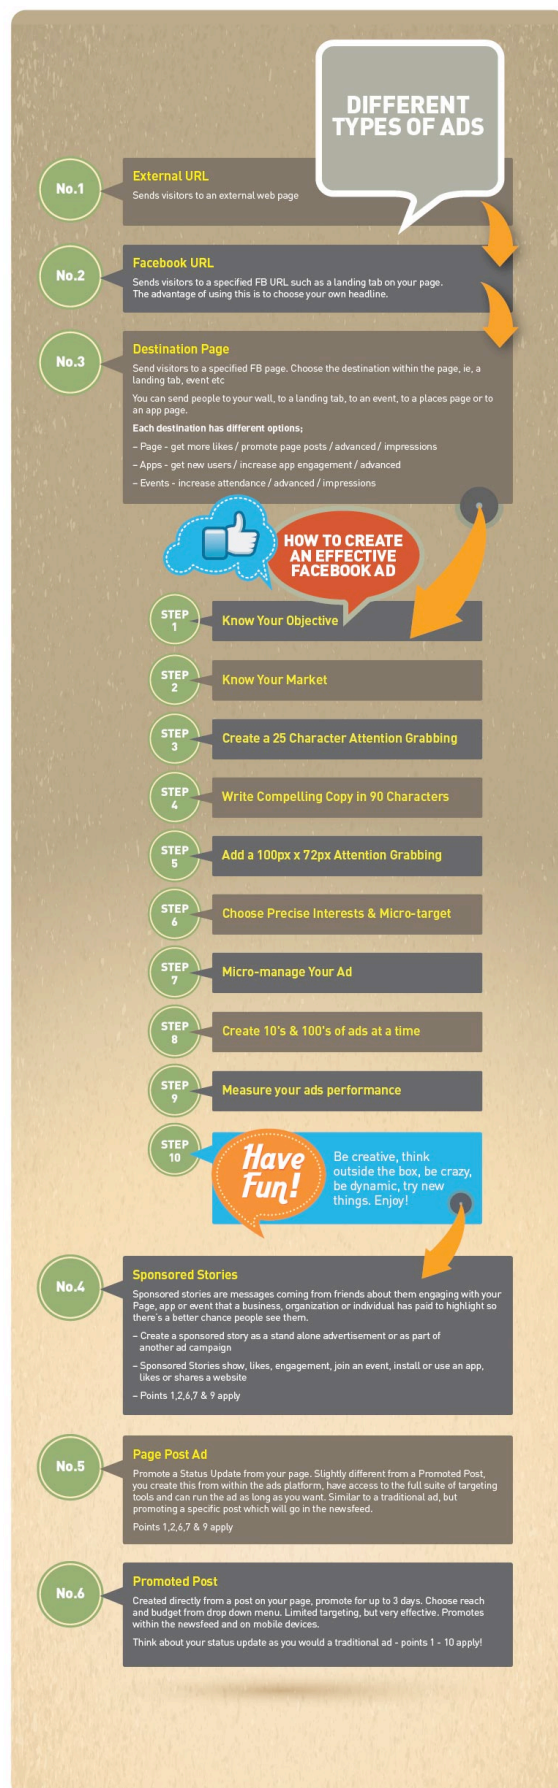 DIFFERENT
TYPES OF ADS
No.1
External URL
Sends visitors to an external web page
No.2
Facebook URL
Sends visitors to a specified FB URL such as a landing tab on your page.
The advantage of using this is to choose your own headline.
No.3
Destination Page
Send visitors to a specified FB page. Choose the destination within the page, ie, a
landing tab, event etc
You can send people to your wall, to a landing tab, to an event, to a places page or to
an app page.
Each destination has different options;
– Page - get more likes / promote page posts / advanced / impressions
– Apps - get new users / increase app engagement / advanced
– Events - increase attendance / advanced / impressions
HOW TO CREATE
AN EFFECTIVE
FACEBOOK AD
STEP
1
Know Your Objective
STEP
2
Know Your Market
STEP
3
Create a 25 Character Attention Grabbing
STEP
4
Write Compelling Copy in 90 Characters
STEP
5
Add a 100px x 72px Attention Grabbing
STEP
6
Choose Precise Interests & Micro-target
STEP
7
Micro-manage Your Ad
STEP
8
Create 10's & 100's of ads at a time
STEP
9
Measure your ads performance
STEP
10
Have
Fun!
Be creative, think
outside the box, be crazy,
be dynamic, try new
things. Enjoy!
No.4
Sponsored Stories
Sponsored stories are messages coming from friends about them engaging with your
Page, app or event that a business, organization or individual has paid to highlight so
there's a better chance people see them.
– Create a sponsored story as a stand alone advertisement or as part of
another ad campaign
– Sponsored Stories show, likes, engagement, join an event, install or use an app,
likes or shares a website
– Points 1,2,6,7 & 9 apply
No.5
Page Post Ad
Promote a Status Update from your page. Slightly different from a Promoted Post,
you create this from within the ads platform, have access to the full suite of targeting
tools and can run the ad as long as you want. Similar to a traditional ad, but
promoting a specific post which will go in the newsfeed.
Points 1,2,6,7 & 9 apply
No.6
Promoted Post
Created directly from a post on your page, promote for up to 3 days. Choose reach
and budget from drop down menu. Limited targeting, but very effective. Promotes
within the newsfeed and on mobile devices.
Think about your status update as you would a traditional ad - points 1 - 10 apply!